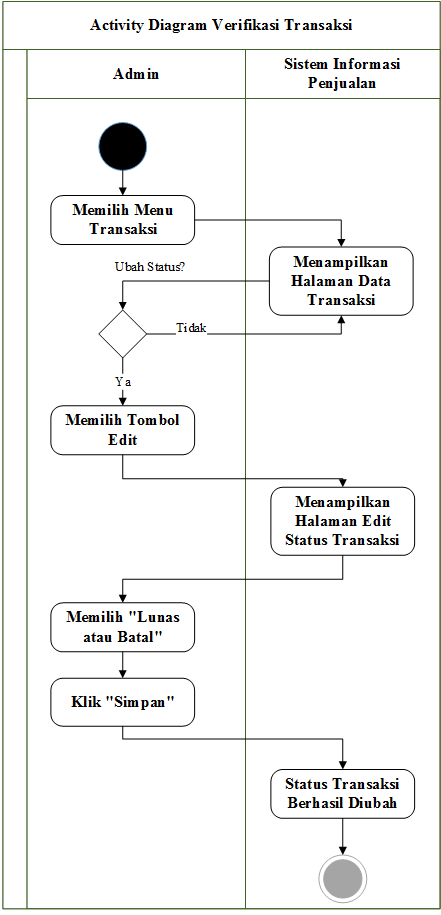 Activity Diagram Verifikasi Transaksi
Admin
Sistem Informasi
Penjualan
Memilih Menu
Transaksi
Menampilkan
Halaman Data
Transaksi
Ubah Status?
Tidak
Ya
Memilih Tombol
Edit
Menampilkan
Halaman Edit
Status Transaksi
Memilih "Lunas
atau Batal"
Klik "Simpan"
Status Transaksi
Berhasil Diubah